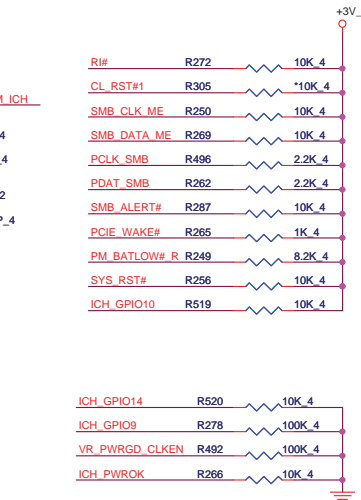 +3V_
RI# R272 10K_4
CL_RST#1 R305 *10K_4
M_ICH
SMB_CLK_ME R250 10K_4
4
SMB_DATA_ME R269 10K_4
4
PCLK_SMB R496 2.2K_4
PDAT_SMB R262 2.2K_4
2
SMB_ALERT# R287 10K_4
P_4
PCIE_WAKE# R265 1K_4
PM_BATLOW#_R R249 8.2K_4
SYS_RST# R256 10K_4
ICH_GPIO10 R519 10K_4
ICH_GPIO14 R520 10K_4
ICH_GPIO9 R278 100K_4
VR_PWRGD_CLKEN R492 100K_4
ICH_PWROK R266 10K_4